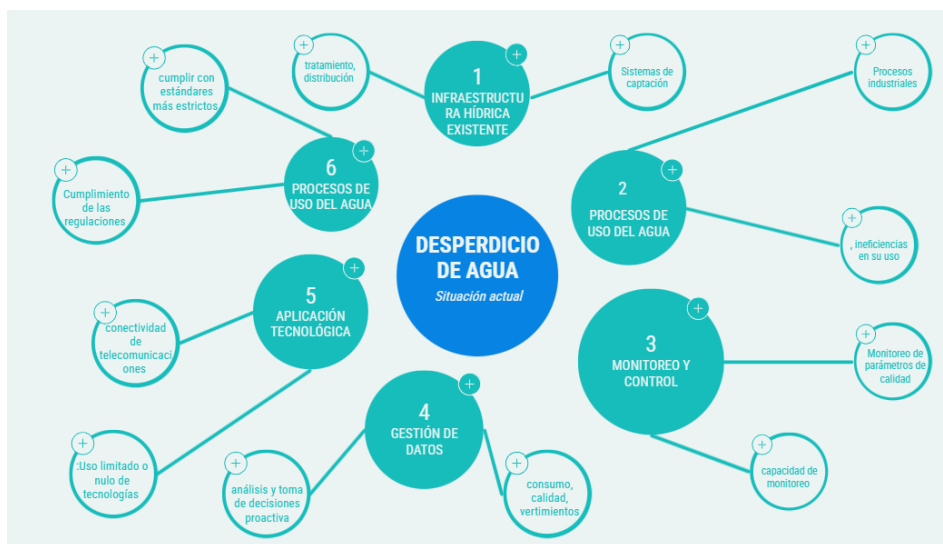 DESPERDICIO
DE AGUA
Situación actual
1
INFRAESTRUCTU
RA HÍDRICA
EXISTENTE
tratamiento,
distribución
Sistemas de
captación
2
PROCESOS DE
USO DEL AGUA
Procesos
industriales
, ineficiencias
en su uso
3
MONITOREO Y
CONTROL
Monitoreo de
parámetros de
calidad
capacidad de
monitoreo
4
GESTIÓN DE
DATOS
consumo,
calidad,
vertimientos
análisis y toma
de decisiones
proactiva
5
APLICACIÓN
TECNOLÓGICA
conectividad
de
telecomunicaci
ones
:Uso limitado o
nulo de
tecnologías
6
PROCESOS DE
USO DEL AGUA
cumplir con
estándares
más estrictos
Cumplimiento
de las
regulaciones